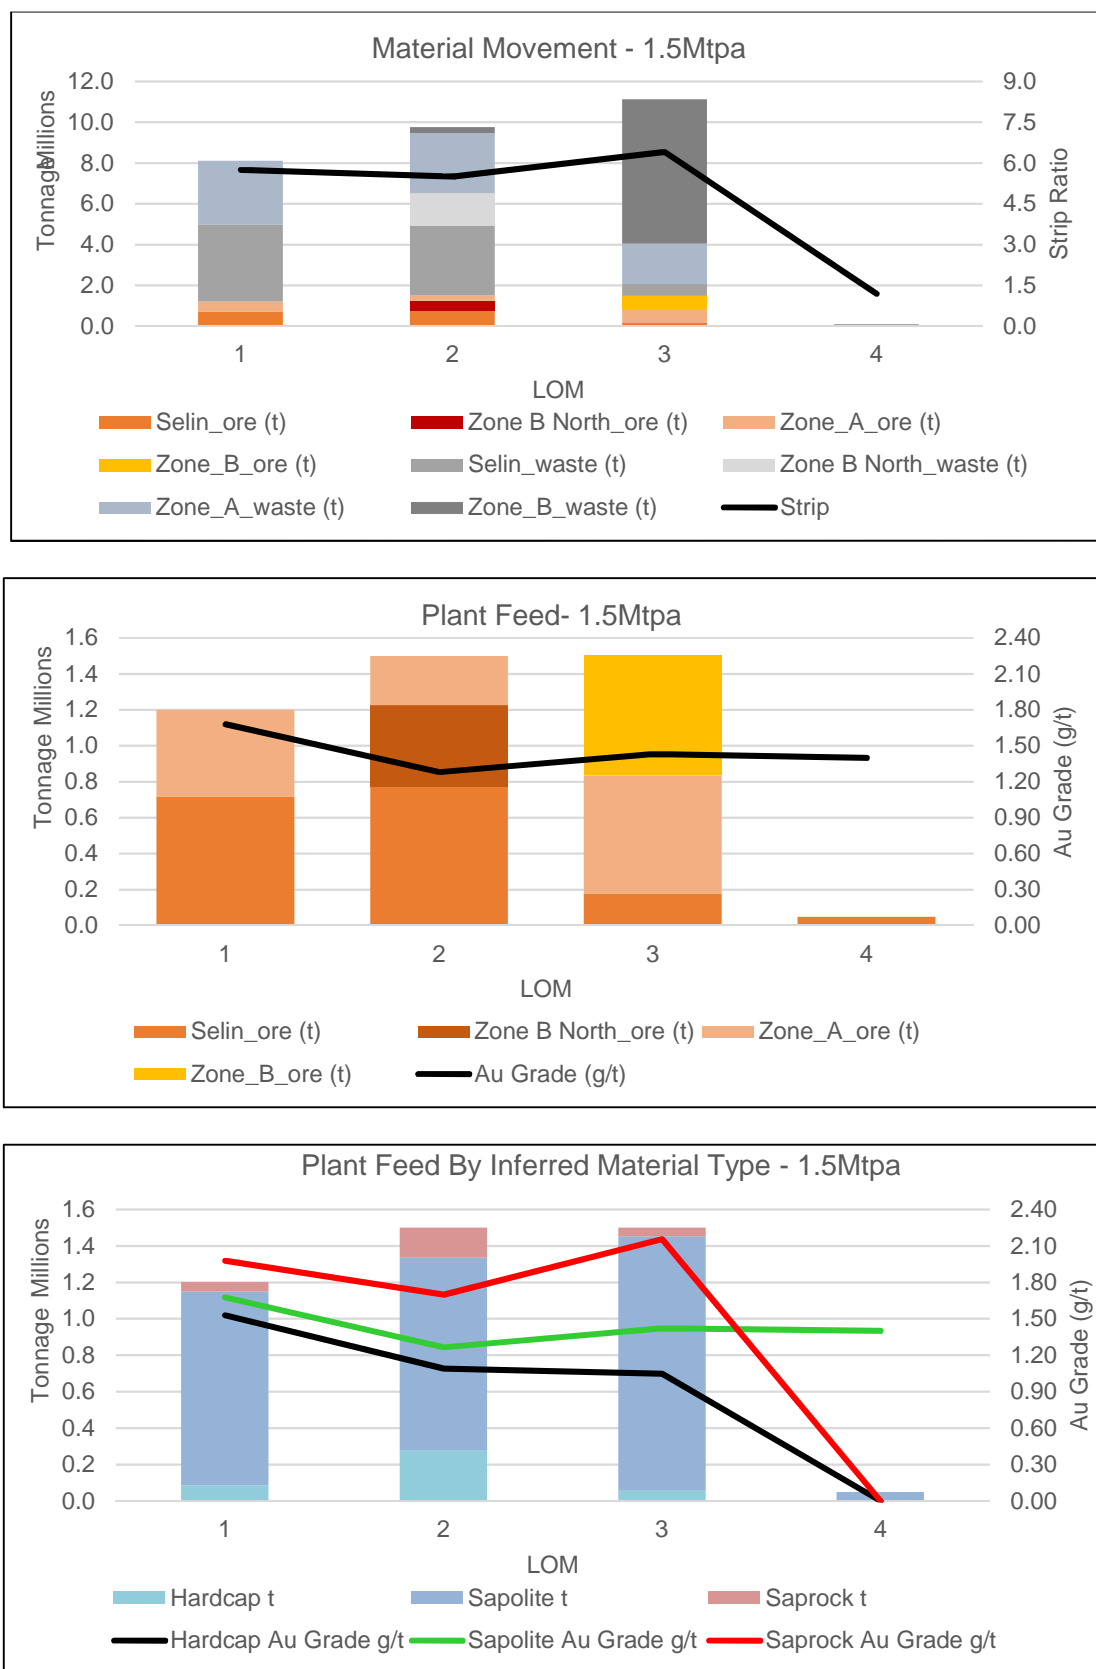 Material Movement - 1.5Mtpa
12.0 9.0
10.0 7.5
8.0 6.0
6.0 4.5
4.0 3.0
2.0 1.5
0.0 0.0
Tonnage
Millions
Strip Ratio
1 2 3 4
LOM
Selin_ore (t) Zone B North_ore (t) Zone_A_ore (t)
Zone_B_ore (t) Selin_waste (t) Zone B North_waste (t)
Zone_A_waste (t) Zone_B_waste (t) Strip
Plant Feed- 1.5Mtpa
1.6 2.40
1.4 2.10
1.2 1.80
1.0 1.50
0.8 1.20
0.6 0.90
0.4 0.60
0.2 0.30
0.0 0.00
Tonnage Millions
Au Grade (g/t)
1 2 3 4
LOM
Selin_ore (t) Zone B North_ore (t) Zone_A_ore (t)
Zone_B_ore (t) Au Grade (g/t)
Plant Feed By Inferred Material Type - 1.5Mtpa
1.6 2.40
1.4 2.10
1.2 1.80
1.0 1.50
0.8 1.20
0.6 0.90
0.4 0.60
0.2 0.30
0.0 0.00
Tonnage Millions
Au Grade (g/t)
1 2 3 4
LOM
Hardcap t Sapolite t Saprock t
Hardcap Au Grade g/t Sapolite Au Grade g/t Saprock Au Grade g/t